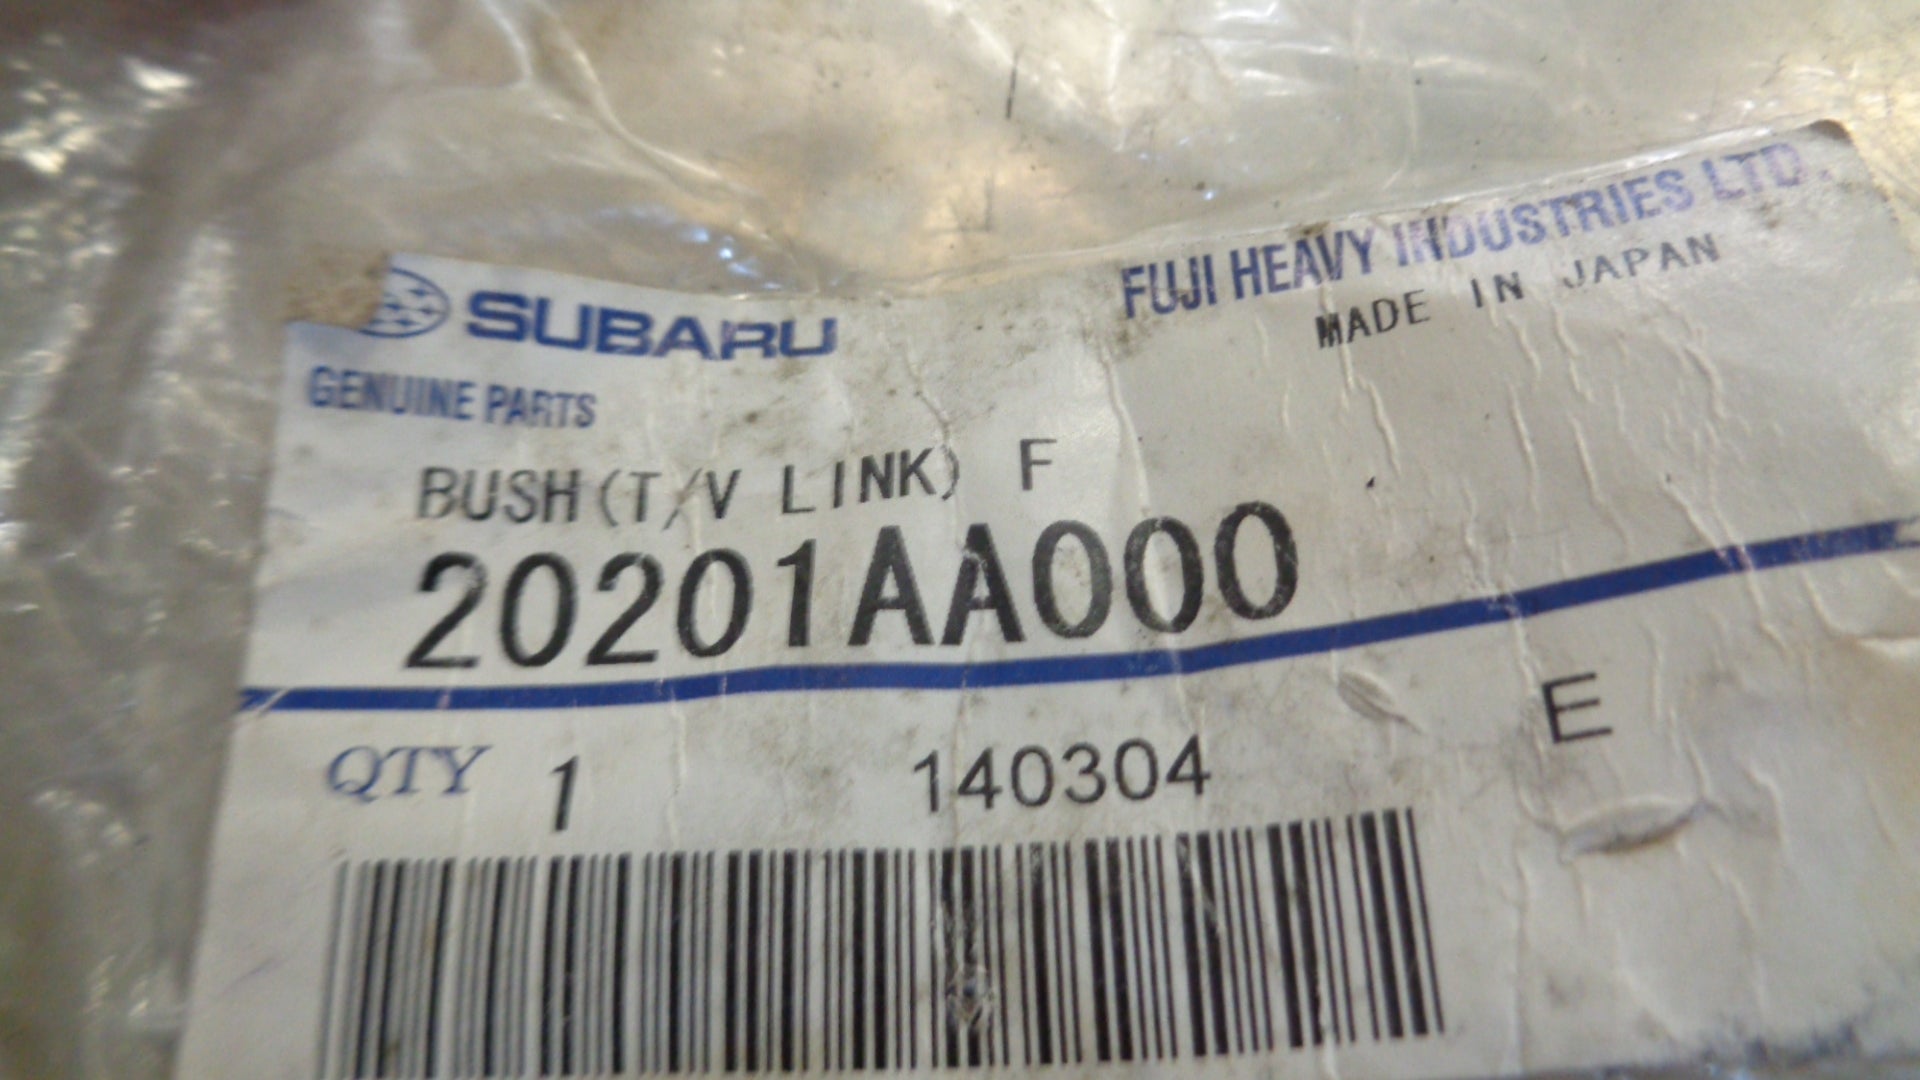 SUBARU
FUJI HEAVY INDUSTRIES LTD.
MADE IN JAPAN
GENUINE PARTS
BUSH(T/V LINK) F
20201AA000
QTY 1 140304 E